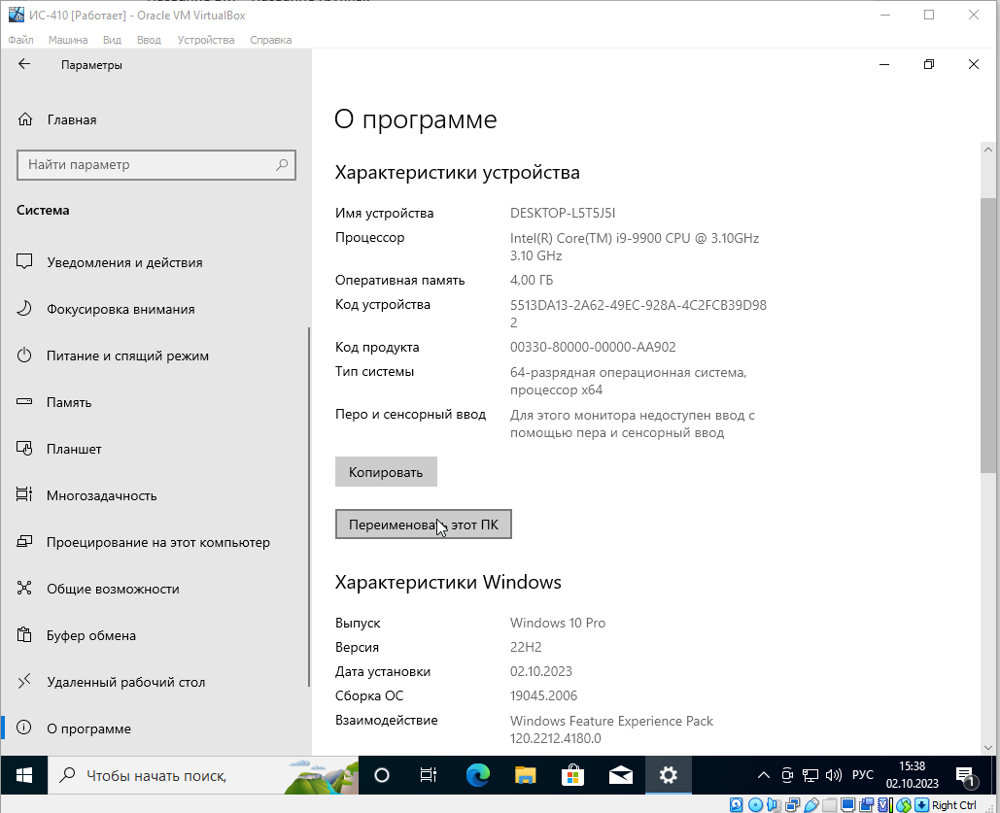 ИС-410 [Работает] - Oracle VM VirtualBox
Файл Машина Вид Ввод Устройства Справка
Параметры
Главная
Найти параметр
Система
Уведомления и действия
Фокусировка внимания
Питание и спящий режим
Память
Планшет
Многозадачность
Проецирование на этот компьютер
Общие возможности
Буфер обмена
Удаленный рабочий стол
О программе
О программе
Характеристики устройства
Имя устройства DESKTOP-L5T5J5I
Процессор Intel(R) Core(TM) i9-9900 CPU @ 3.10GHz
3.10 GHz
Оперативная память 4,00 ГБ
Код устройства 5513DA13-2A62-49EC-928A-4C2FCB39D98
2
Код продукта 00330-80000-00000-AA902
Тип системы 64-разрядная операционная система,
процессор x64
Перо и сенсорный ввод Для этого монитора недоступен ввод с
помощью пера и сенсорный ввод
Копировать
Переименовать этот ПК
Характеристики Windows
Выпуск Windows 10 Pro
Версия 22H2
Дата установки 02.10.2023
Сборка ОС 19045.2006
Взаимодействие Windows Feature Experience Pack
120.2212.4180.0
Чтобы начать поиск,
РУС
15:38
02.10.2023
1
Right Ctrl